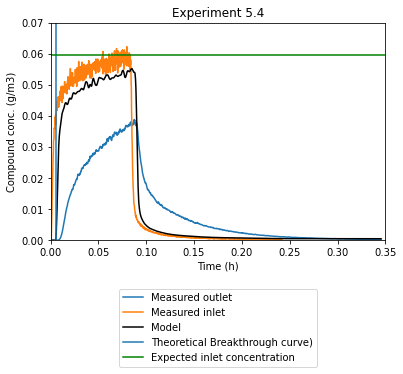 Experiment 5.4
Compound conc. (g/m3)
0.07
0.06
0.05
0.04
0.03
0.02
0.01
0.00
0.00 0.05 0.10 0.15 0.20 0.25 0.30 0.35
Time (h)
Measured outlet
Measured inlet
Model
Theoretical Breakthrough curve)
Expected inlet concentration